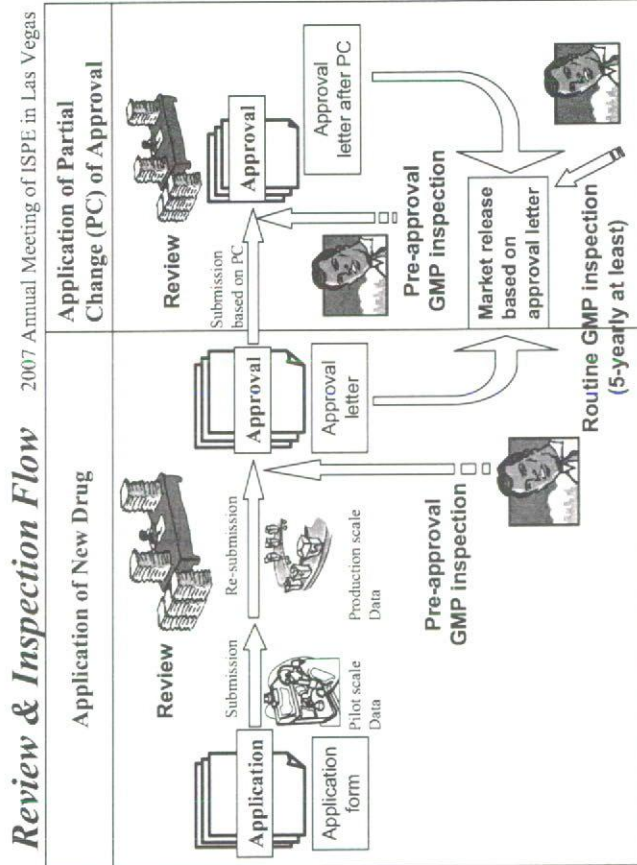 Review & Inspection Flow
2007 Annual Meeting of ISPE in Las Vegas
Application of New Drug
Application of Partial
Change (PC) of Approval
Review
Application
Application
form
Submission
Pilot scale
Data
Re-submission
Production scale
Data
Approval
Approval
letter
Pre-approval
GMP inspection
Review
Submission
based on PC
Approval
Approval
letter after PC
Pre-approval
GMP inspection
Market release
based on
approval letter
Routine GMP inspection
(5-yearly at least)